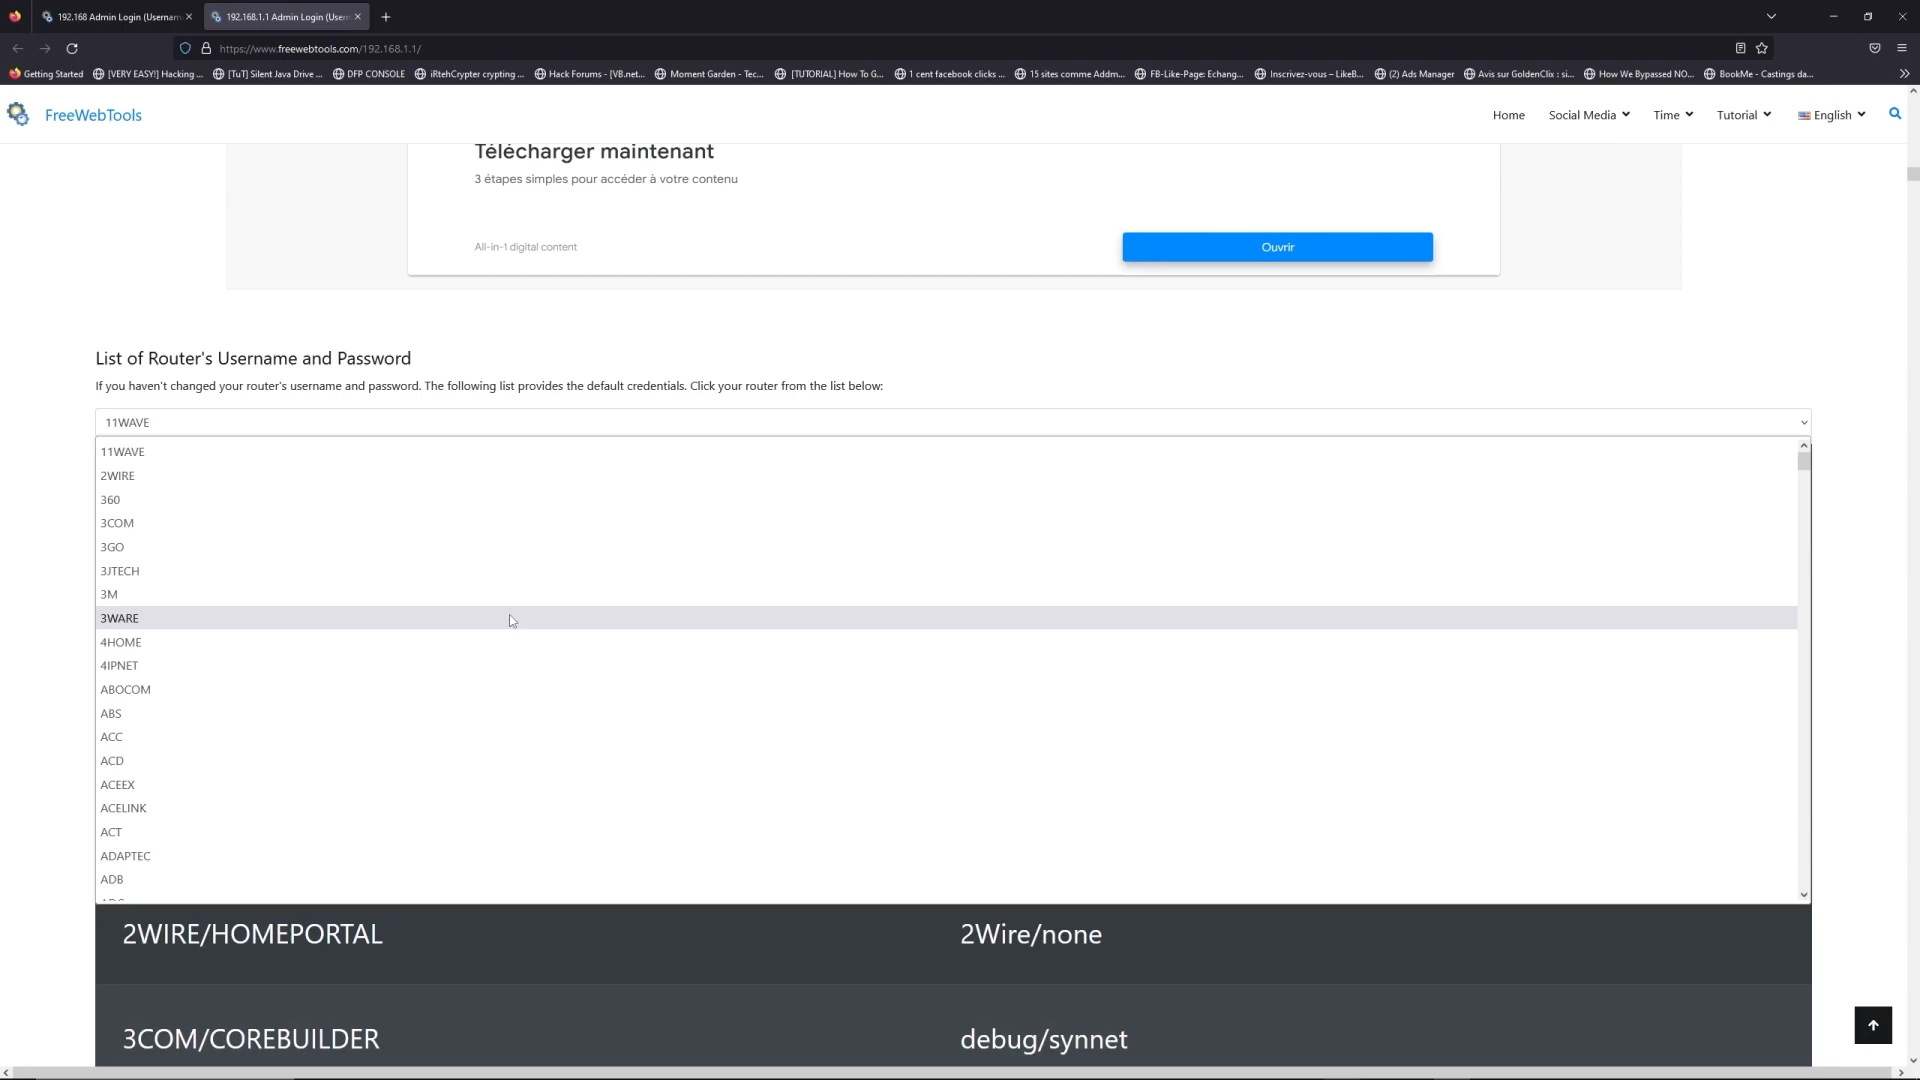 192.168 Admin Login (Usernam
192.168.1.1 Admin Login (Usern
https://www.freewebtools.com/192.168.1.1/
Getting Started
[VERY EASY!] Hacking ...
[TuT] Silent Java Drive ...
DFP CONSOLE
iRtehCrypter crypting ...
Hack Forums - [VB.net...
Moment Garden - Tec...
[TUTORIAL] How To G...
1 cent facebook clicks ...
15 sites comme Addm...
FB-Like-Page: Echang...
Inscrivez-vous – LikeB...
(2) Ads Manager
Avis sur GoldenClix : si...
How We Bypassed NO...
BookMe - Castings da...
FreeWebTools
Home
Social Media
Time
Tutorial
English
Télécharger maintenant
3 étapes simples pour accéder à votre contenu
All-in-1 digital content
Ouvrir
List of Router's Username and Password
If you haven't changed your router's username and password. The following list provides the default credentials. Click your router from the list below:
11WAVE
11WAVE
2WIRE
360
3COM
3GO
3JTECH
3M
3WARE
4HOME
4IPNET
ABOCOM
ABS
ACC
ACD
ACEEX
ACELINK
ACT
ADAPTEC
ADB
2WIRE/HOMEPORTAL
2Wire/none
3COM/COREBUILDER
debug/synnet